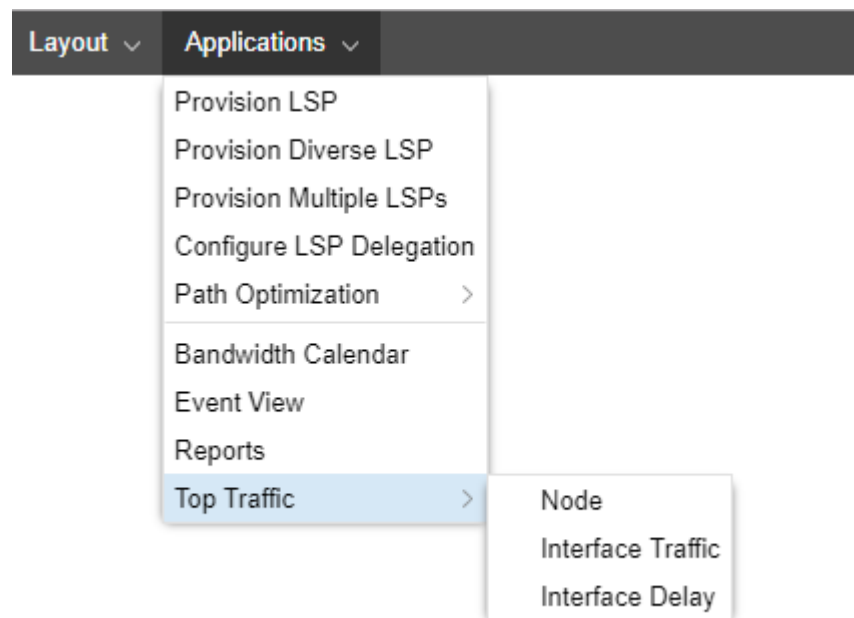 Layout Applications
Provision LSP
Provision Diverse LSP
Provision Multiple LSPs
Configure LSP Delegation
Path Optimization
Bandwidth Calendar
Event View
Reports
Top Traffic
Node
Interface Traffic
Interface Delay